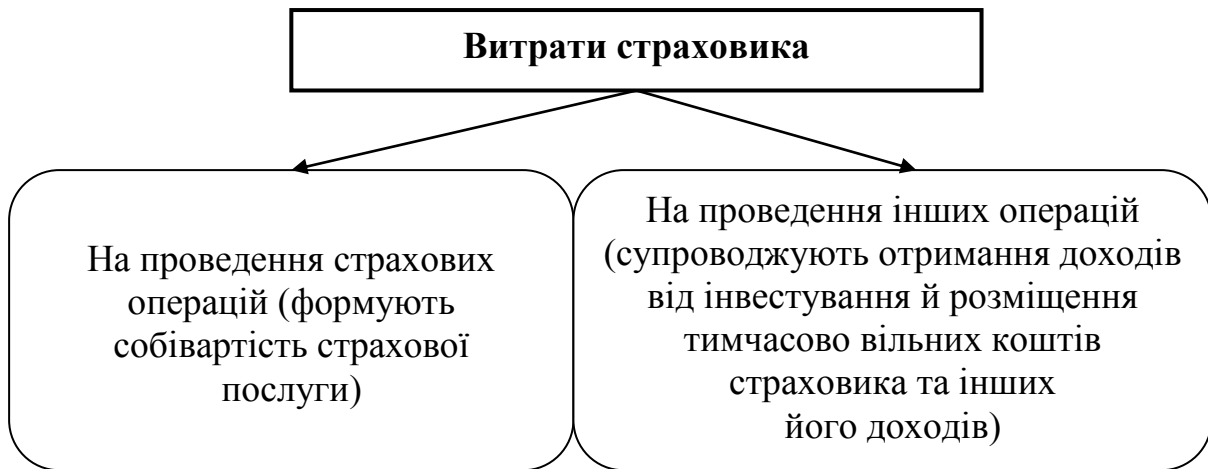 Витрати страховика
На проведення страхових
операцій (формують
собівартість страхової
послуги)
На проведення інших операцій
(супроводжують отримання доходів
від інвестування й розміщення
тимчасово вільних коштів
страховика та інших
його доходів)